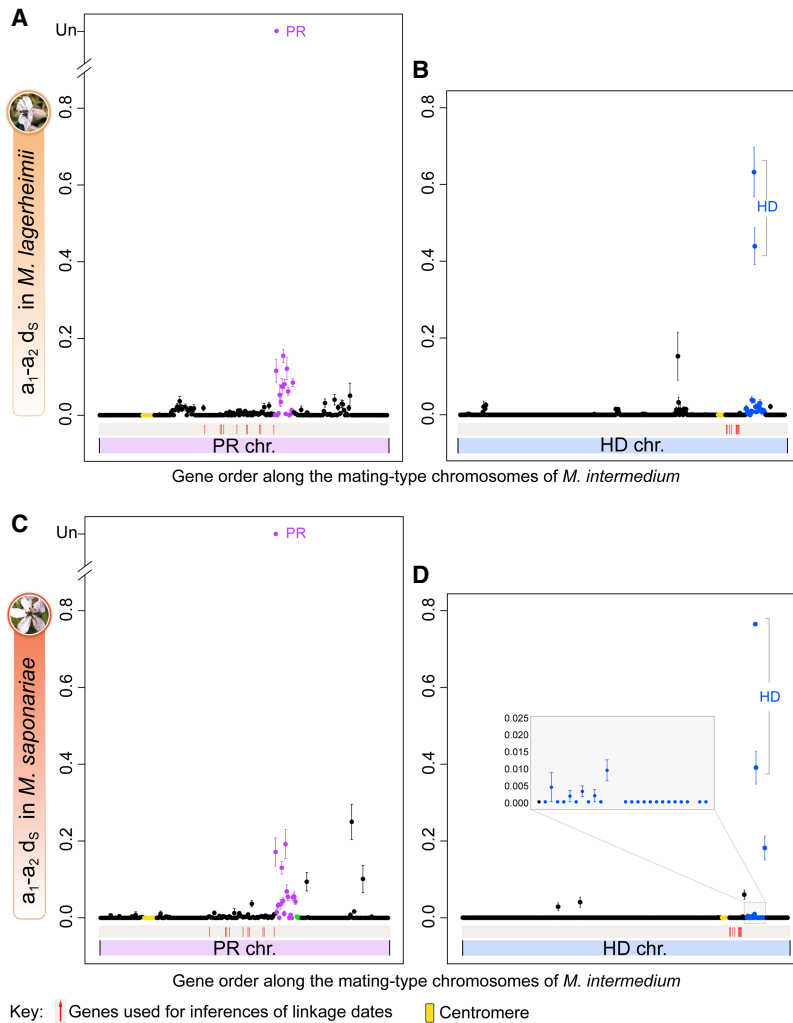 A
Un
PR
0.8
0.6
0.4
0.2
0.0
a1-a2 dS in M. lagerheimii
PR chr.
B
0.8
0.6
0.4
0.2
0.0
HD
HD chr.
Gene order along the mating-type chromosomes of M. intermedium
C
Un
PR
0.8
0.6
0.4
0.2
0.0
a1-a2 dS in M. saponariae
PR chr.
D
0.8
0.6
0.4
0.2
0.0
HD
0.025
0.020
0.015
0.010
0.005
0.000
HD chr.
Gene order along the mating-type chromosomes of M. intermedium
Key: Genes used for inferences of linkage dates Centromere